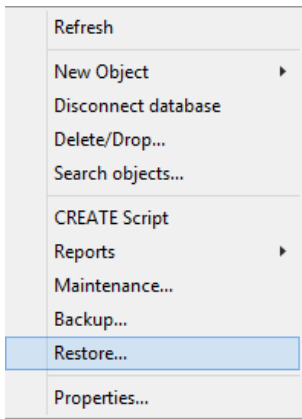 Refresh
New Object
Disconnect database
Delete/Drop...
Search objects...
CREATE Script
Reports
Maintenance...
Backup...
Restore...
Properties...